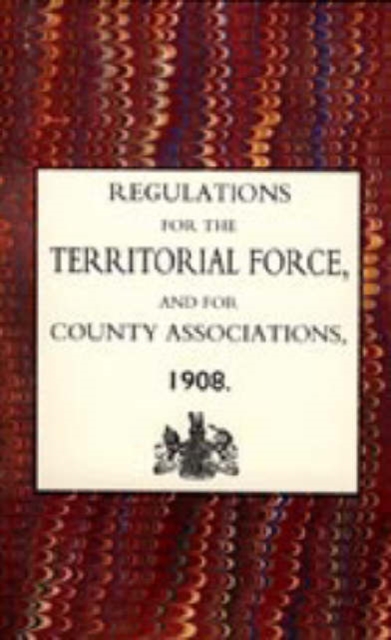 REGULATIONS
FOR THE
TERRITORIAL FORCE,
AND FOR
COUNTY ASSOCIATIONS,
1908.